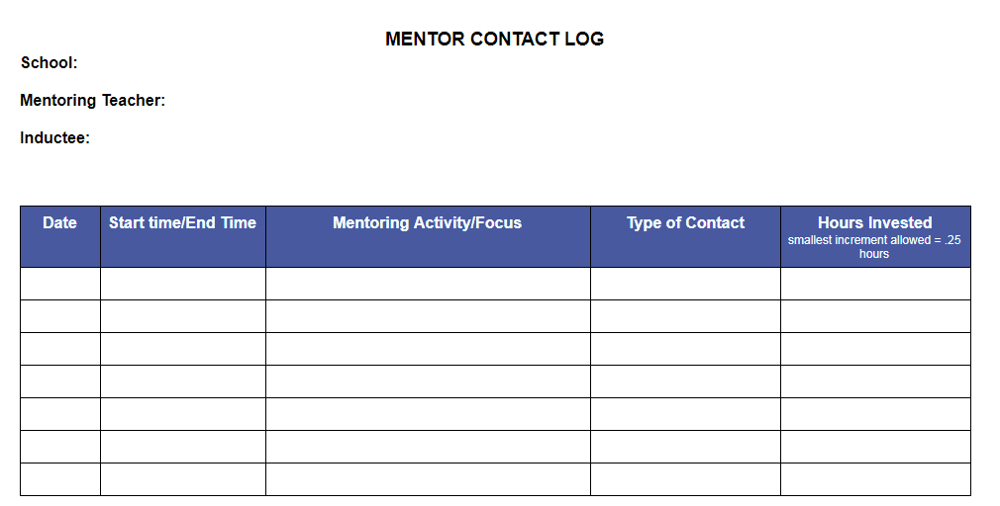 MENTOR CONTACT LOG
School:
Mentoring Teacher:
Inductee:
Date
Start time/End Time
Mentoring Activity/Focus
Type of Contact
Hours Invested
smallest increment allowed = .25
hours